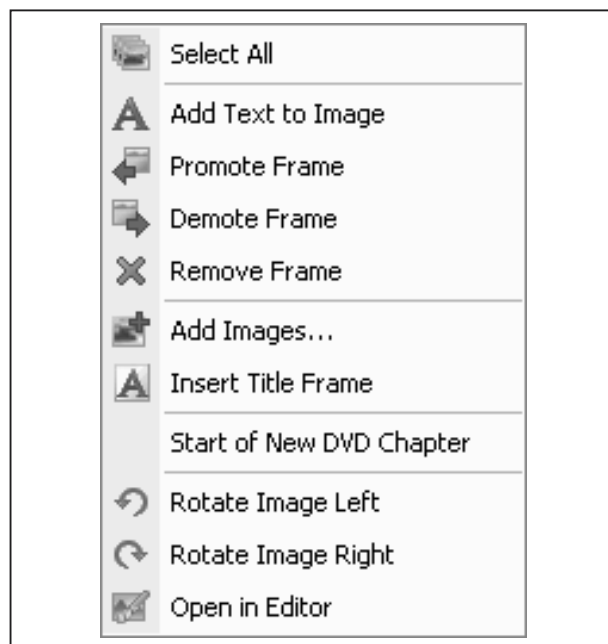 Select All
Add Text to Image
Promote Frame
Demote Frame
Remove Frame
Add Images...
Insert Title Frame
Start of New DVD Chapter
Rotate Image Left
Rotate Image Right
Open in Editor